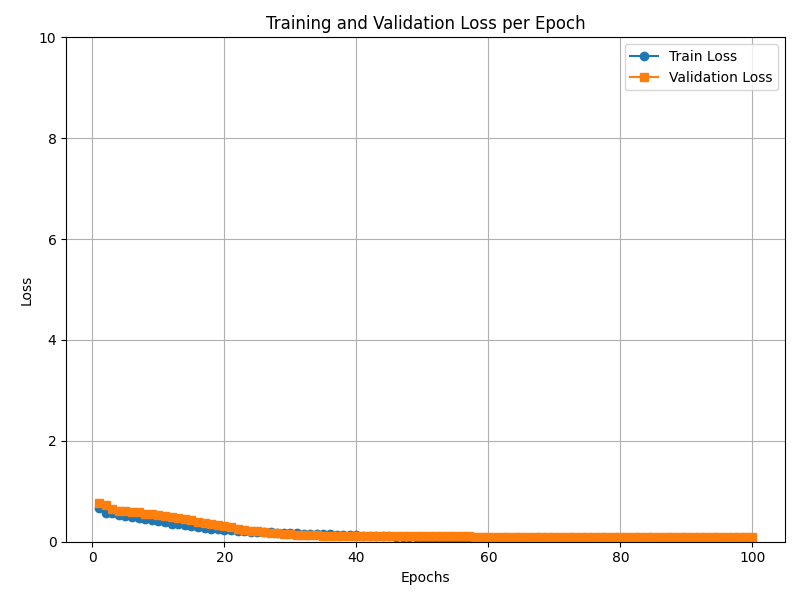 Training and Validation Loss per Epoch
Train Loss
Validation Loss
10
8
6
4
2
0
Loss
0 20 40 60 80 100
Epochs